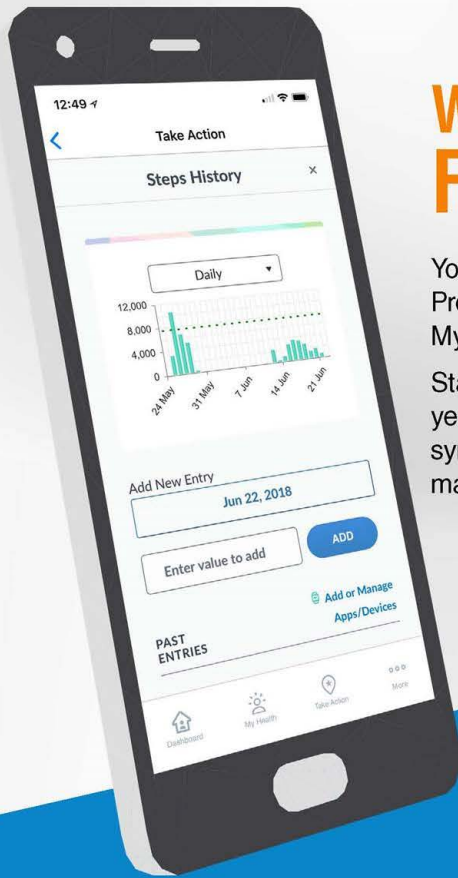 12:49
Take Action
Steps History
×
Daily
12,000
8,000
4,000
0
24 May
31 May
7 Jun
14 Jun
21 Jun
Add New Entry
Jun 22, 2018
Enter value to add
ADD
Add or Manage
Apps/Devices
PAST
ENTRIES
Dashboard
My Health
Take Action
More
My